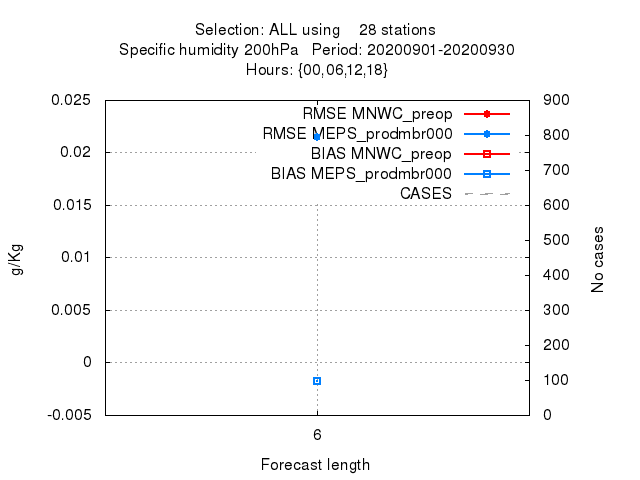 Selection: ALL using    28 stations
Specific humidity 200hPa   Period: 20200901-20200930
Hours: {00,06,12,18}
0.025
0.02
0.015
0.01
0.005
0
-0.005
g/Kg
RMSE MNWC_preop
RMSE MEPS_prodmbr000
BIAS MNWC_preop
BIAS MEPS_prodmbr000
CASES
900
800
700
600
500
400
300
200
100
0
No cases
6
Forecast length